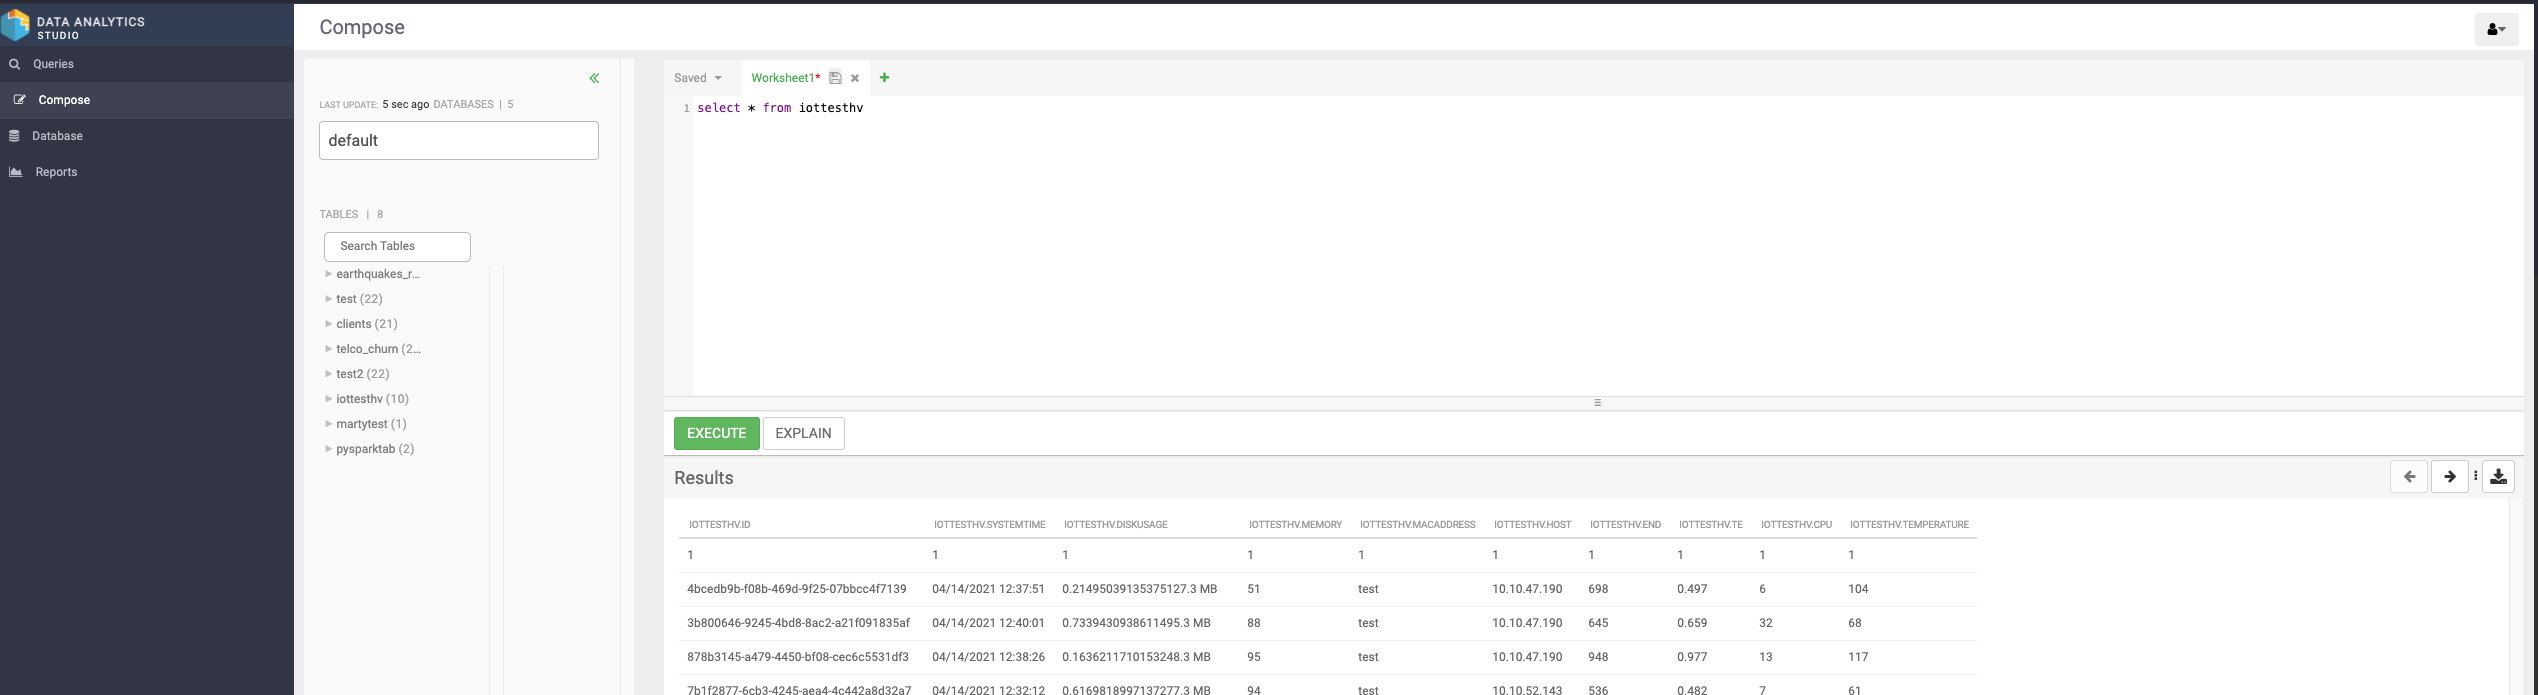 DATA ANALYTICS
STUDIO
Queries
Compose
Database
Reports
Compose
LAST UPDATE: 5 sec ago DATABASES | 5
default
TABLES | 8
Search Tables
earthquakes_r...
test (22)
clients (21)
telco_churn (2...
test2 (22)
iottesthv (10)
martytest (1)
pysparktab (2)
Saved Worksheet1*
1 select * from iottesthv
EXECUTE EXPLAIN
Results
IOTTESTHV.ID IOTTESTHV.SYSTEMTIME IOTTESTHV.DISKUSAGE IOTTESTHV.MEMORY IOTTESTHV.MACADDRESS IOTTESTHV.HOST IOTTESTHV.END IOTTESTHV.TE IOTTESTHV.CPU IOTTESTHV.TEMPERATURE
1 1 1 1 1 1 1 1 1 1
4bcedb9b-f08b-469d-9f25-07bbcc4f7139 04/14/2021 12:37:51 0.21495039135375127.3 MB 51 test 10.10.47.190 698 0.497 6 104
3b800646-9245-4bd8-8ac2-a21f091835af 04/14/2021 12:40:01 0.7339430938611495.3 MB 88 test 10.10.47.190 645 0.659 32 68
878b3145-a479-4450-bf08-cec6c5531df3 04/14/2021 12:38:26 0.1636211710153248.3 MB 95 test 10.10.47.190 948 0.977 13 117
7b1f2877-6cb3-4245-aea4-4c442a8d32a7 04/14/2021 12:32:12 0.6169818997137277.3 MB 94 test 10.10.52.143 536 0.482 7 61